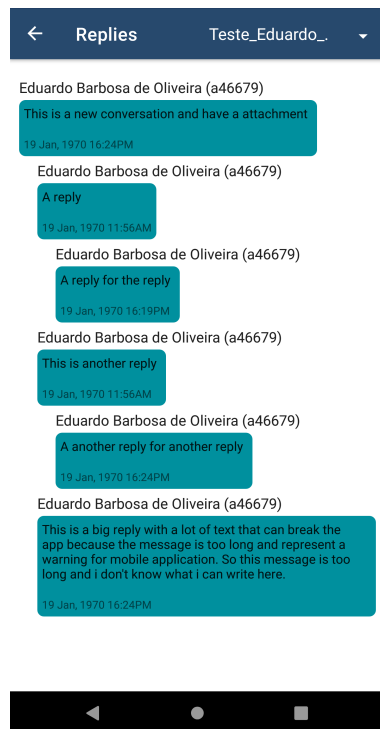 Replies Teste_Eduardo_.
Eduardo Barbosa de Oliveira (a46679)
This is a new conversation and have a attachment
19 Jan, 1970 16:24PM
Eduardo Barbosa de Oliveira (a46679)
A reply
19 Jan, 1970 11:56AM
Eduardo Barbosa de Oliveira (a46679)
A reply for the reply
19 Jan, 1970 16:19PM
Eduardo Barbosa de Oliveira (a46679)
This is another reply
19 Jan, 1970 11:56AM
Eduardo Barbosa de Oliveira (a46679)
A another reply for another reply
19 Jan, 1970 16:24PM
Eduardo Barbosa de Oliveira (a46679)
This is a big reply with a lot of text that can break the
app because the message is too long and represent a
warning for mobile application. So this message is too
long and i don't know what i can write here.
19 Jan, 1970 16:24PM